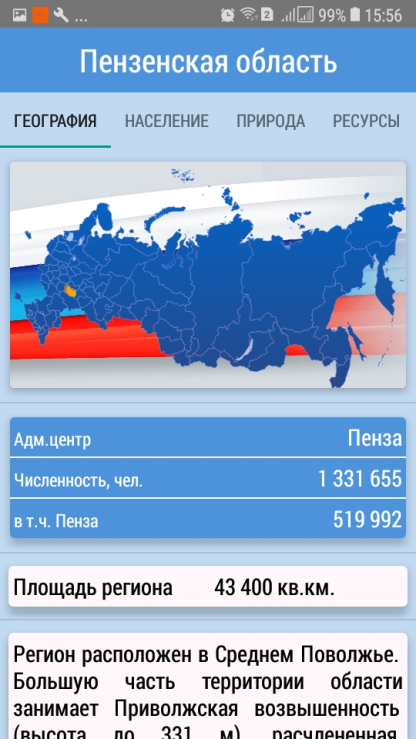 ... 2 99% 15:56
Пензенская область
ГЕОГРАФИЯ НАСЕЛЕНИЕ ПРИРОДА РЕСУРСЫ
Адм.центр Пенза
Численность, чел. 1 331 655
в т.ч. Пенза 519 992
Площадь региона 43 400 кв.км.
Регион расположен в Среднем Поволжье.
Большую часть территории области
занимает Приволжская возвышенность
(высота до 331 м), расчлененная